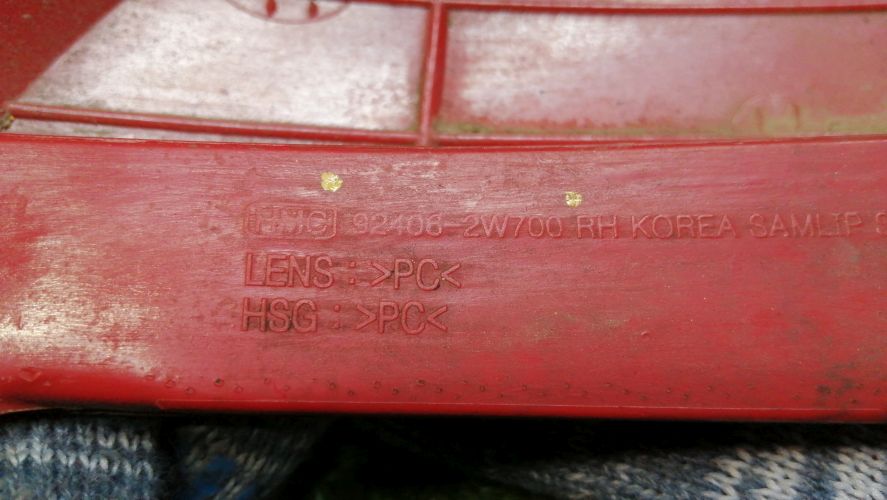 HMC 92406-2W700 RH KOREA SAMLIP S
LENS : >PC<
HSG : >PC<